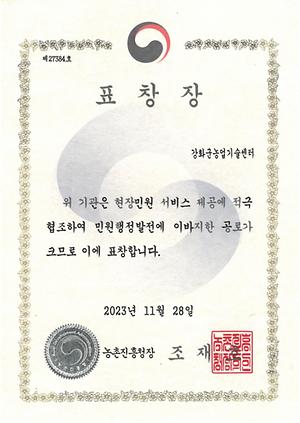 제27384호
표 창 장
강화군농업기술센터
위 기관은 현장민원 서비스 제공에 적극
협조하여 민원행정발전에 이바지한 공로가
크므로 이에 표창합니다.
2023년 11월 28일
농촌진흥청장 조 재